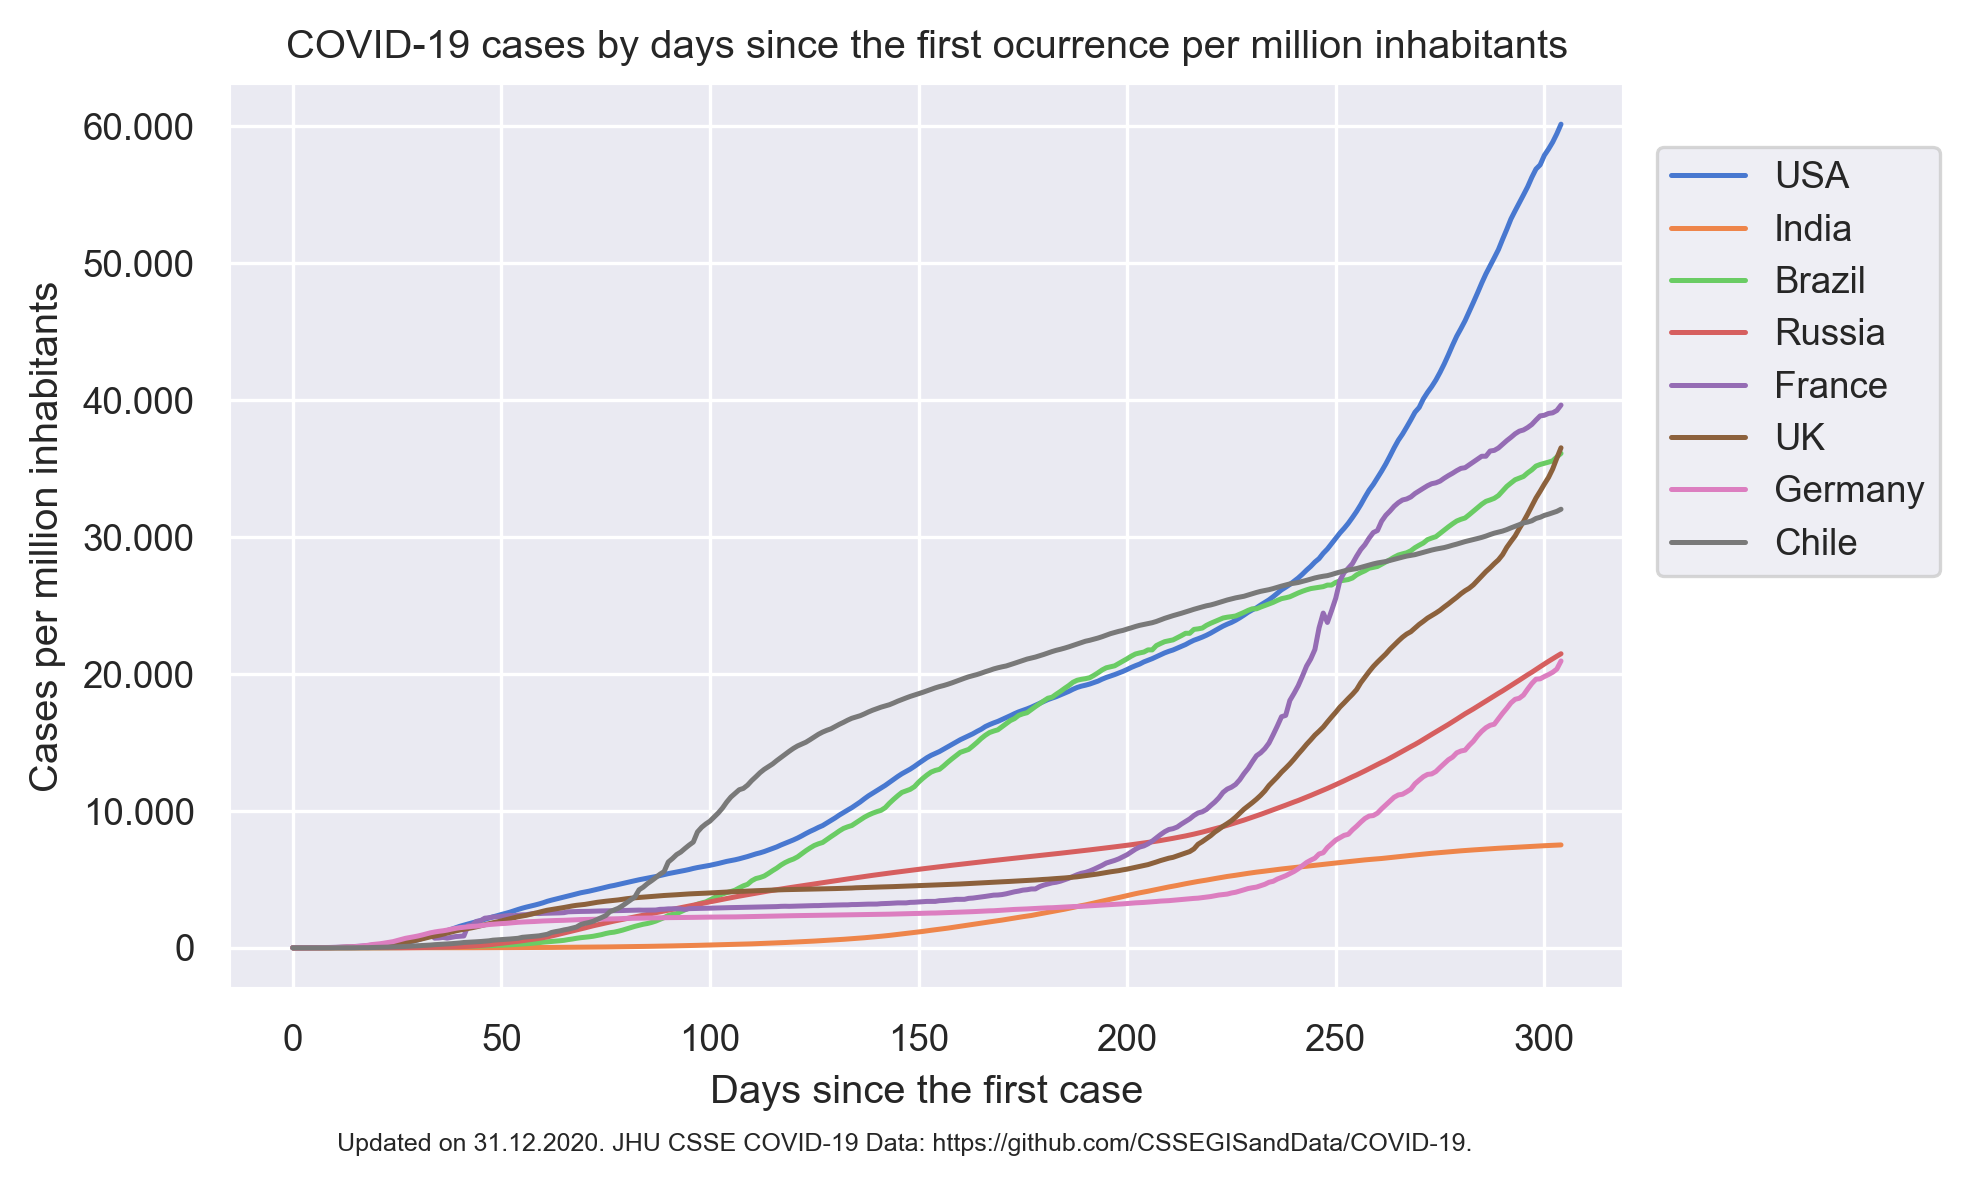 COVID-19 cases by days since the first ocurrence per million inhabitants
60.000
50.000
40.000
30.000
20.000
10.000
0
Cases per million inhabitants
0 50 100 150 200 250 300
Days since the first case
USA
India
Brazil
Russia
France
UK
Germany
Chile
Updated on 31.12.2020. JHU CSSE COVID-19 Data: https://github.com/CSSEGISandData/COVID-19.